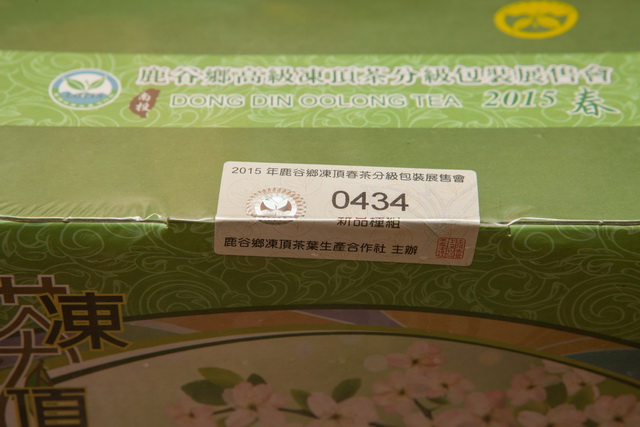 鹿谷鄉高級凍頂茶分級包裝展售會
DONG DIN OOLONG TEA 2015 春
2015 年鹿谷鄉凍頂春茶分級包裝展售會
0434
新品種組
鹿谷鄉凍頂茶葉生產合作社 主辦
凍頂
茶